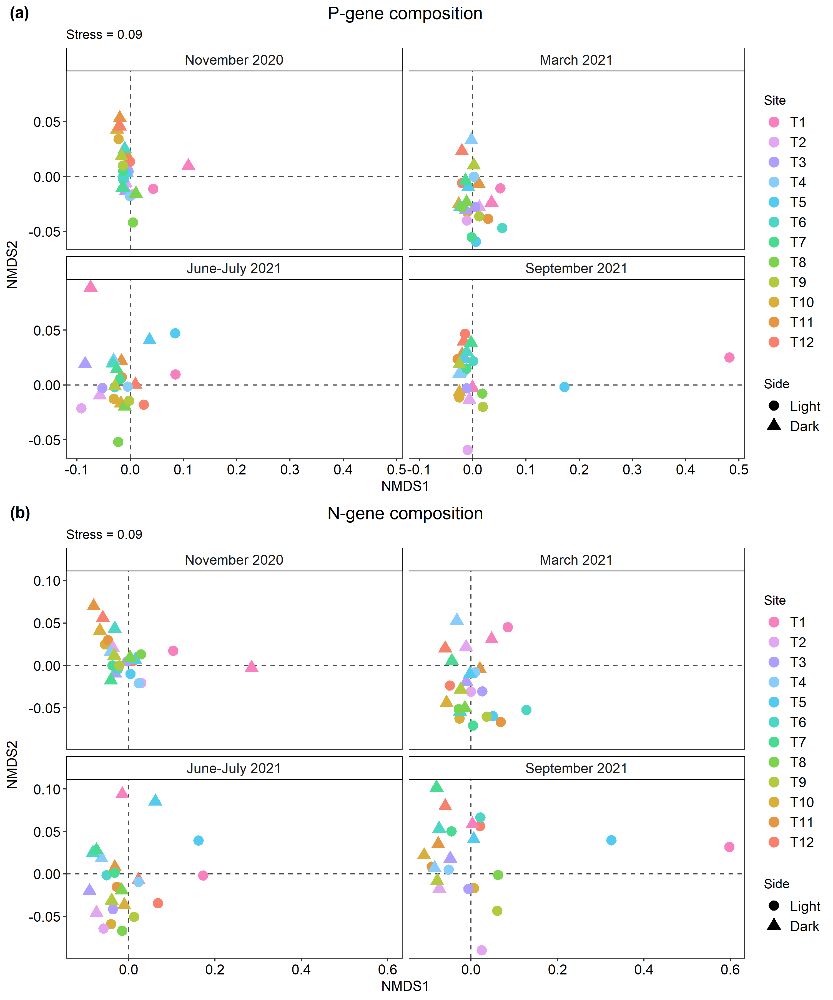 (a)
P-gene composition
Stress = 0.09
November 2020
March 2021
0.05
0.00
-0.05
June-July 2021
September 2021
0.05
0.00
-0.05
-0.1 0.0 0.1 0.2 0.3 0.4 0.5
-0.1 0.0 0.1 0.2 0.3 0.4 0.5
NMDS1
NMDS2
Site
T1
T2
T3
T4
T5
T6
T7
T8
T9
T10
T11
T12
Side
Light
Dark
(b)
N-gene composition
Stress = 0.09
November 2020
March 2021
0.10
0.05
0.00
-0.05
June-July 2021
September 2021
0.10
0.05
0.00
-0.05
0.0 0.2 0.4 0.6
0.0 0.2 0.4 0.6
NMDS1
NMDS2
Site
T1
T2
T3
T4
T5
T6
T7
T8
T9
T10
T11
T12
Side
Light
Dark